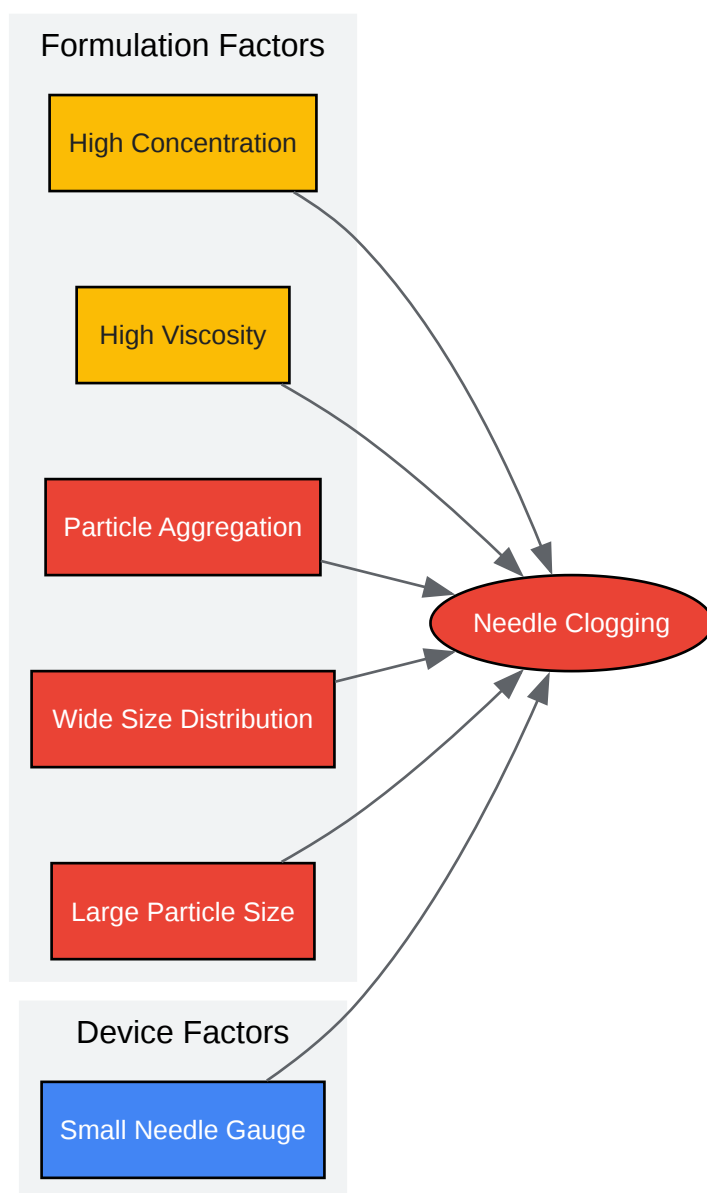 Formulation Factors
High Concentration
High Viscosity
Particle Aggregation
Needle Clogging
Wide Size Distribution
Large Particle Size
Device Factors
Small Needle Gauge